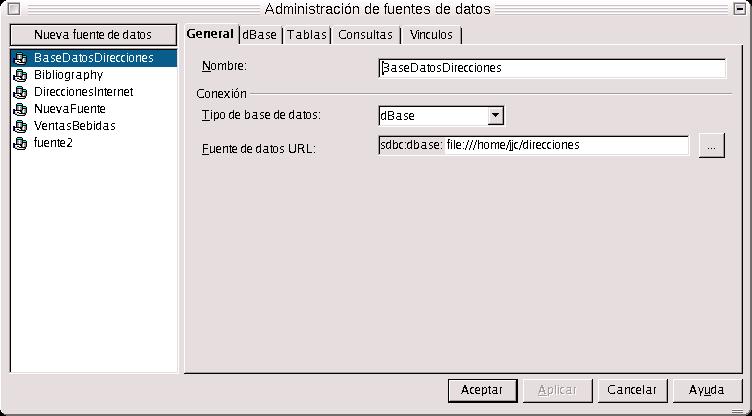 Administración de fuentes de datos
Nueva fuente de datos
BaseDatosDirecciones
Bibliography
DireccionesInternet
NuevaFuente
VentasBebidas
fuente2
General dBase Tablas Consultas Vínculos
Nombre: BaseDatosDirecciones
Conexión
Tipo de base de datos: dBase
Fuente de datos URL: sdbc:dbase: file:///home/jjc/direcciones ...
Aceptar Aplicar Cancelar Ayuda